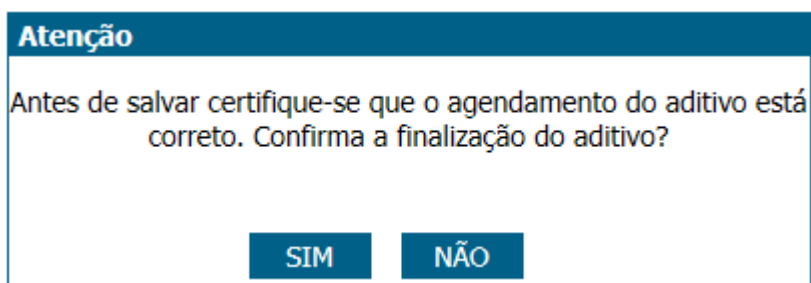 Atenção
Antes de salvar certifique-se que o agendamento do aditivo está
correto. Confirma a finalização do aditivo?
SIM NÃO